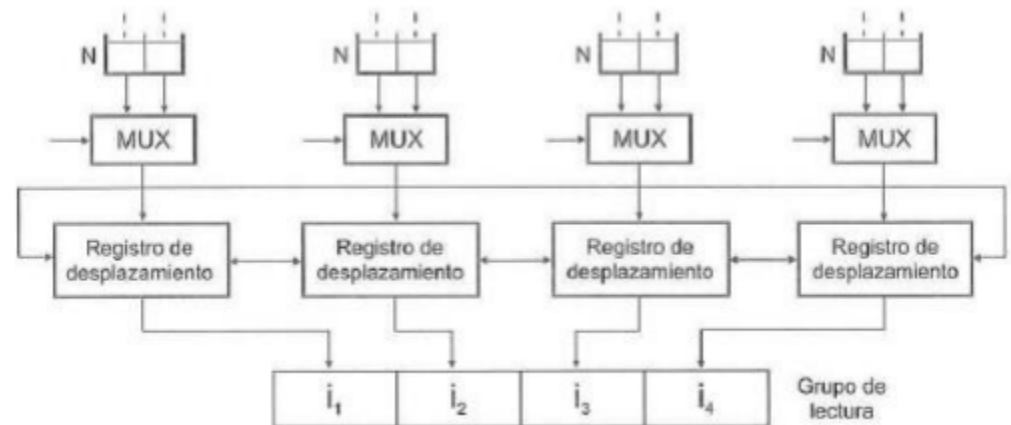 N N N N
MUX MUX MUX MUX
Registro de Registro de Registro de Registro de
desplazamiento desplazamiento desplazamiento desplazamiento
i1 i2 i3 i4
Grupo de
lectura